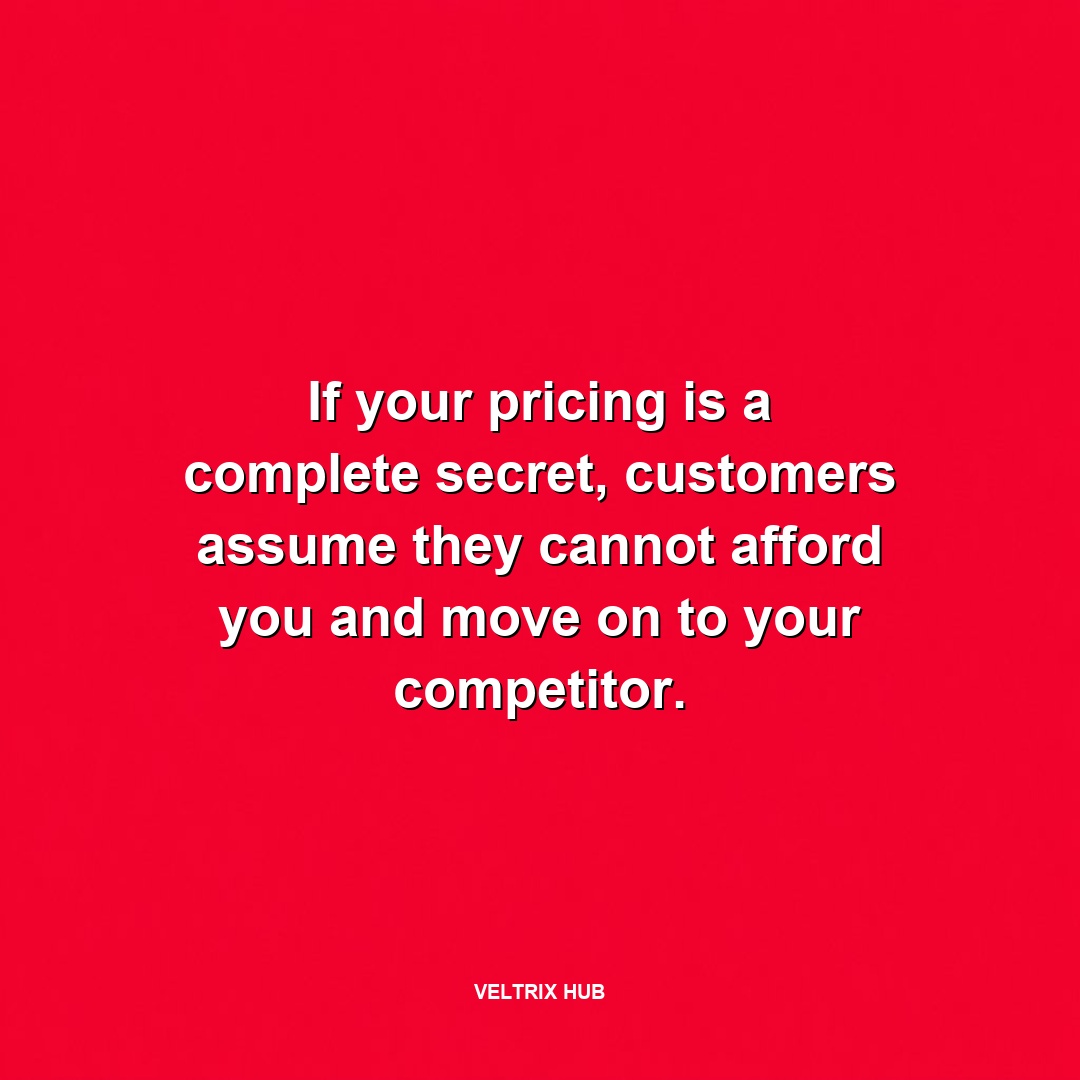 If your pricing is a
complete secret, customers
assume they cannot afford
you and move on to your
competitor.
VELTRIX HUB